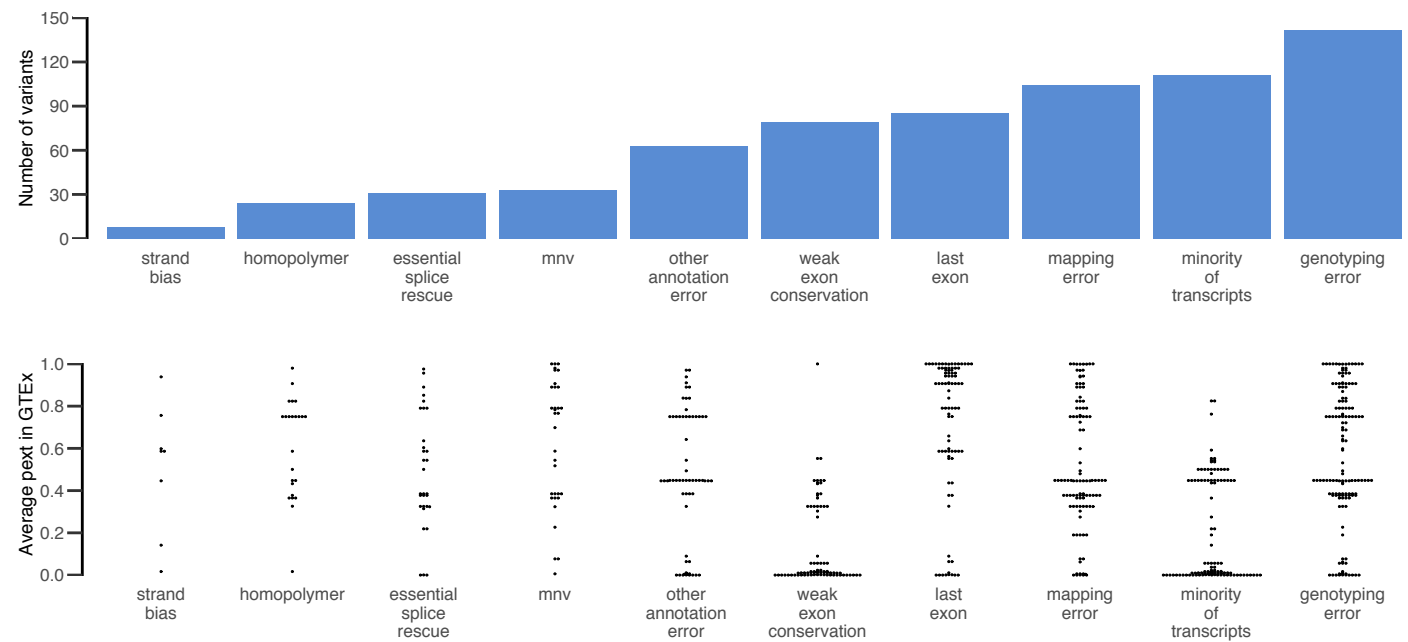 Number of variants
150
120
90
60
30
0
strand
bias
homopolymer
essential
splice
rescue
mnv
other
annotation
error
weak
exon
conservation
last
exon
mapping
error
minority
of
transcripts
genotyping
error
Average pext in GTEx
1.0
0.8
0.6
0.4
0.2
0.0
strand
bias
homopolymer
essential
splice
rescue
mnv
other
annotation
error
weak
exon
conservation
last
exon
mapping
error
minority
of
transcripts
genotyping
error